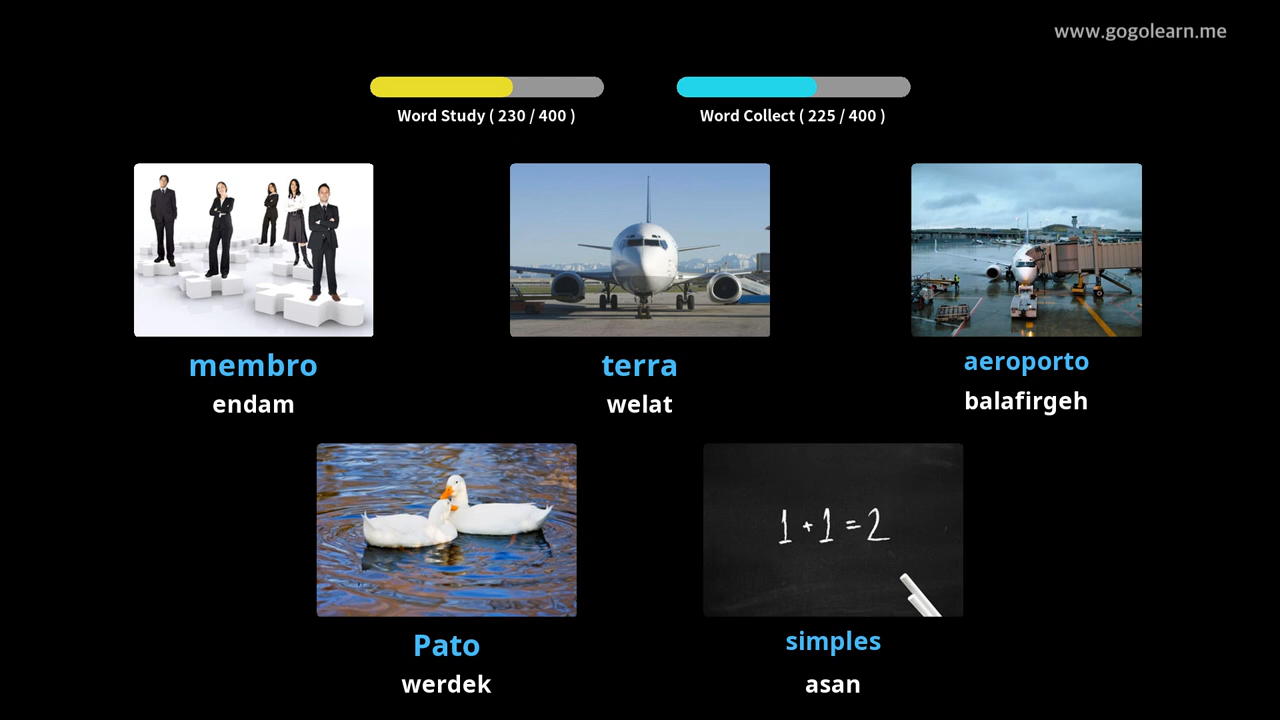 www.gogolearn.me
Word Study ( 230 / 400 )
Word Collect ( 225 / 400 )
membro
endam
terra
welat
aeroporto
balafirgeh
1 + 1 = 2
Pato
werdek
simples
asan